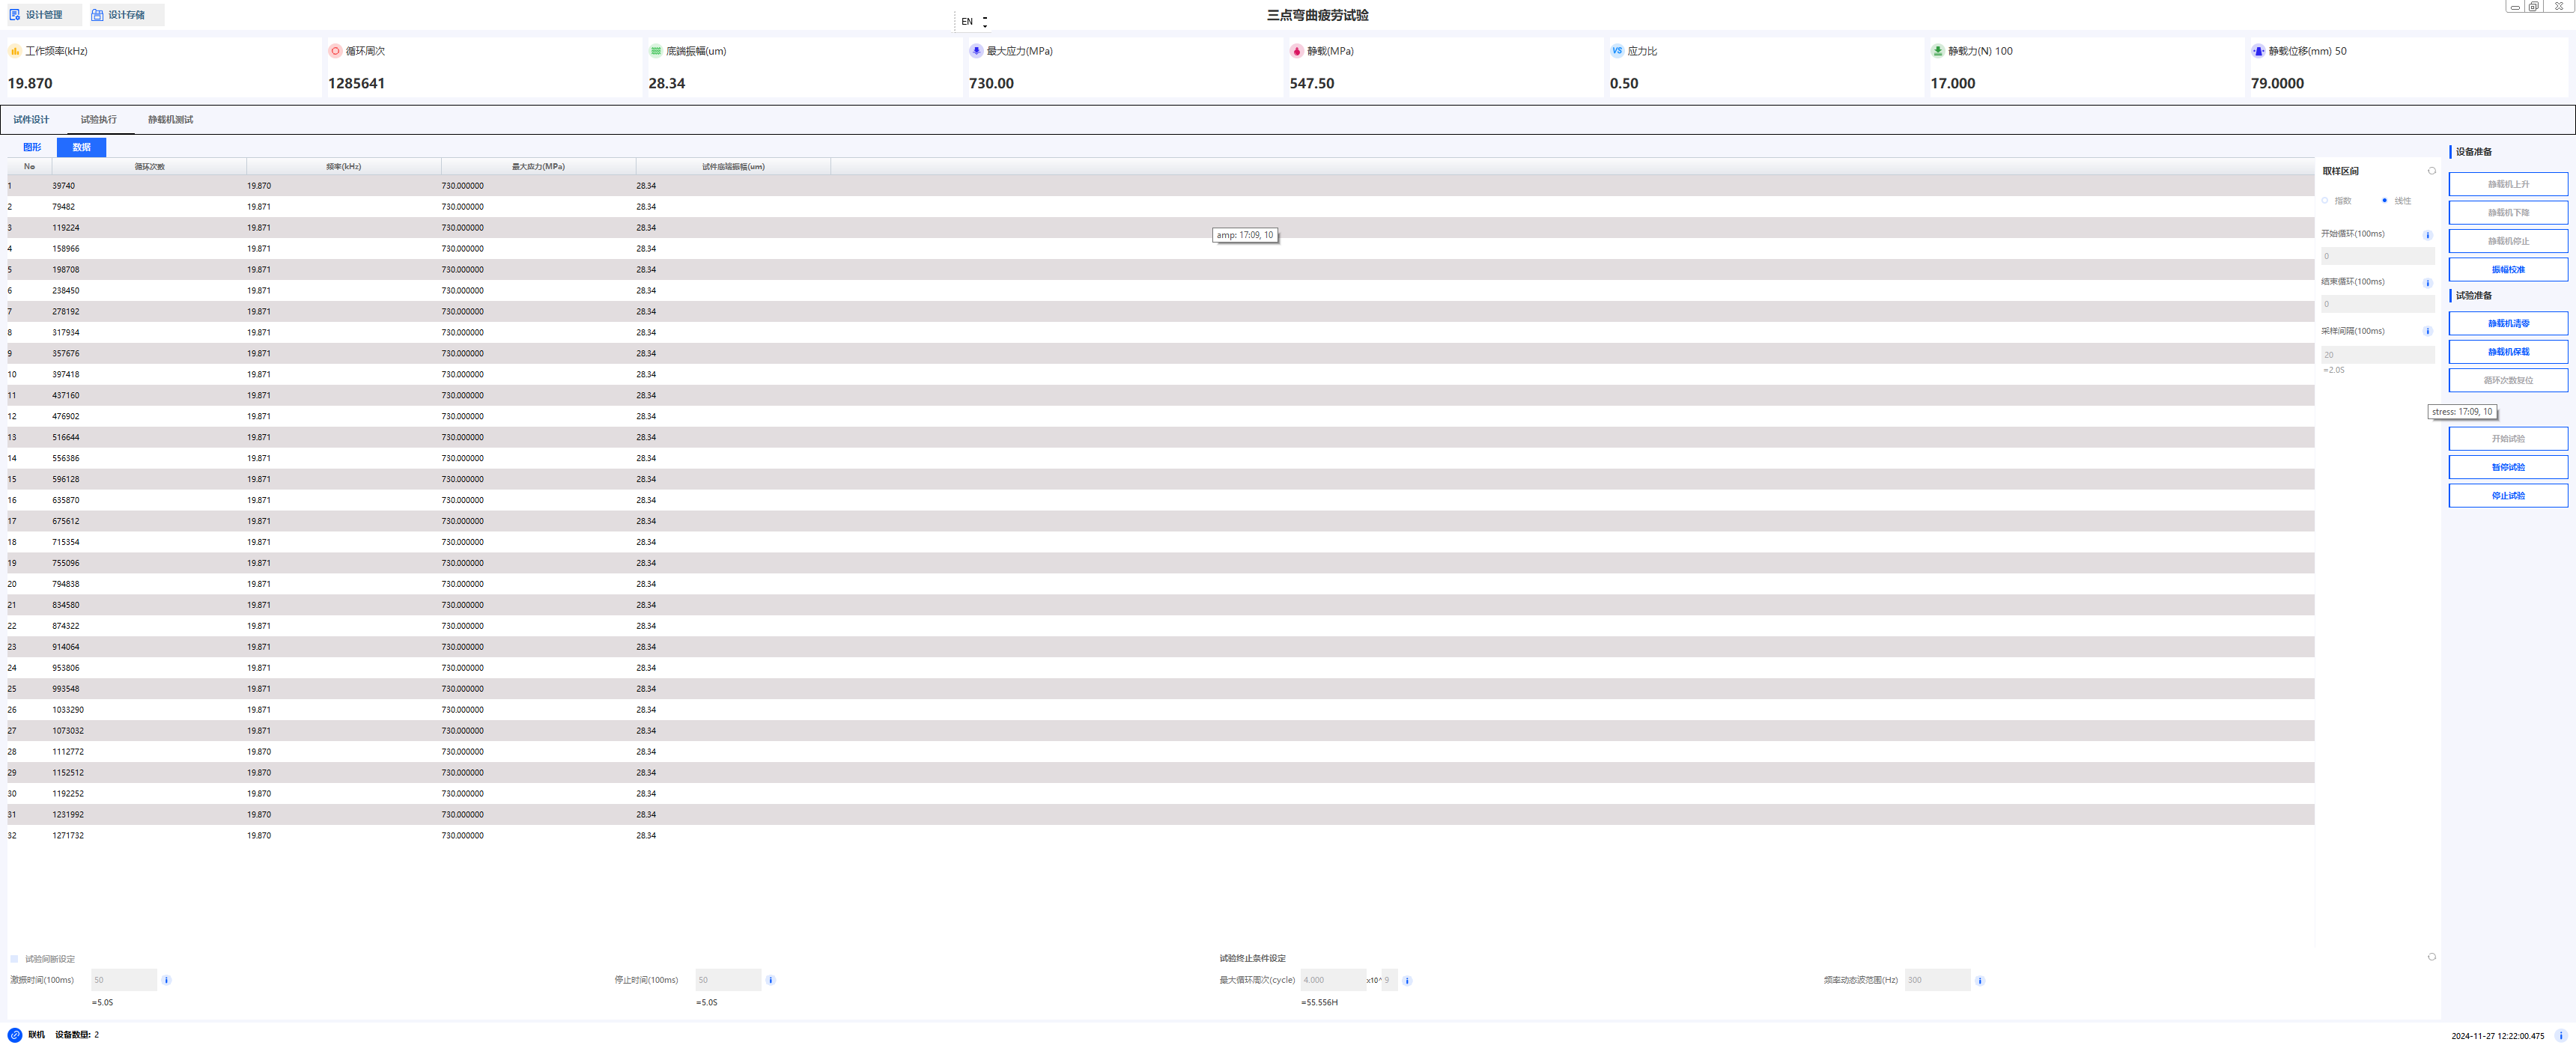 设计管理 设计存储 EN 三点弯曲疲劳试验
工作频率(kHz) 循环周次 底端振幅(um) 最大应力(MPa) 静载(MPa) VS 应力比 静载力(N) 100 静载位移(mm) 50
19.870 1285641 28.34 730.00 547.50 0.50 17.000 79.0000
试件设计 试验执行 静载机测试
图形 数据
No 循环次数 频率(kHz) 最大应力(MPa) 试件底端振幅(um)
1 39740 19.870 730.000000 28.34
2 79482 19.871 730.000000 28.34
3 119224 19.871 730.000000 28.34
4 158966 19.871 730.000000 28.34
5 198708 19.871 730.000000 28.34
6 238450 19.871 730.000000 28.34
7 278192 19.871 730.000000 28.34
8 317934 19.871 730.000000 28.34
9 357676 19.871 730.000000 28.34
10 397418 19.871 730.000000 28.34
11 437160 19.871 730.000000 28.34
12 476902 19.871 730.000000 28.34
13 516644 19.871 730.000000 28.34
14 556386 19.871 730.000000 28.34
15 596128 19.871 730.000000 28.34
16 635870 19.871 730.000000 28.34
17 675612 19.871 730.000000 28.34
18 715354 19.871 730.000000 28.34
19 755096 19.871 730.000000 28.34
20 794838 19.871 730.000000 28.34
21 834580 19.871 730.000000 28.34
22 874322 19.871 730.000000 28.34
23 914064 19.871 730.000000 28.34
24 953806 19.871 730.000000 28.34
25 993548 19.871 730.000000 28.34
26 1033290 19.871 730.000000 28.34
27 1073032 19.871 730.000000 28.34
28 1112772 19.870 730.000000 28.34
29 1152512 19.870 730.000000 28.34
30 1192252 19.870 730.000000 28.34
31 1231992 19.870 730.000000 28.34
32 1271732 19.870 730.000000 28.34
amp: 17:09, 10
取样区间
指数 线性
开始循环(100ms)
0
结束循环(100ms)
0
采样间隔(100ms)
20
=2.0S
设备准备
静载机上升
静载机下降
静载机停止
振幅校准
试验准备
静载机清零
静载机保载
循环次数复位
stress: 17:09, 10
开始试验
暂停试验
停止试验
试验间断设定 试验终止条件设定
激振时间(100ms) 50 停止时间(100ms) 50 最大循环周次(cycle) 4.000 x10^ 9 频率动态波范围(Hz) 300
=5.0S =5.0S =55.556H
联机 设备数量: 2 2024-11-27 12:22:00.475